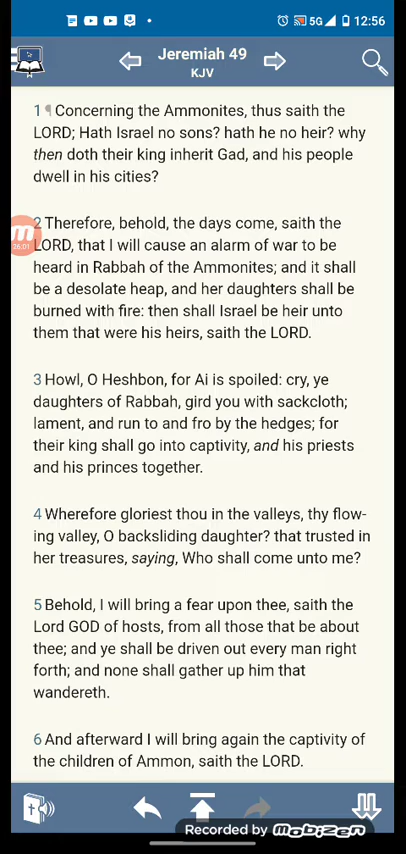 5G 12:56
Jeremiah 49
KJV
1 ¶ Concerning the Ammonites, thus saith the
LORD; Hath Israel no sons? hath he no heir? why
then doth their king inherit Gad, and his people
dwell in his cities?
2 Therefore, behold, the days come, saith the
LORD, that I will cause an alarm of war to be
heard in Rabbah of the Ammonites; and it shall
be a desolate heap, and her daughters shall be
burned with fire: then shall Israel be heir unto
them that were his heirs, saith the LORD.
3 Howl, O Heshbon, for Ai is spoiled: cry, ye
daughters of Rabbah, gird you with sackcloth;
lament, and run to and fro by the hedges; for
their king shall go into captivity, and his priests
and his princes together.
4 Wherefore gloriest thou in the valleys, thy flow-
ing valley, O backsliding daughter? that trusted in
her treasures, saying, Who shall come unto me?
5 Behold, I will bring a fear upon thee, saith the
Lord GOD of hosts, from all those that be about
thee; and ye shall be driven out every man right
forth; and none shall gather up him that
wandereth.
6 And afterward I will bring again the captivity of
the children of Ammon, saith the LORD.
Recorded by Mobizen